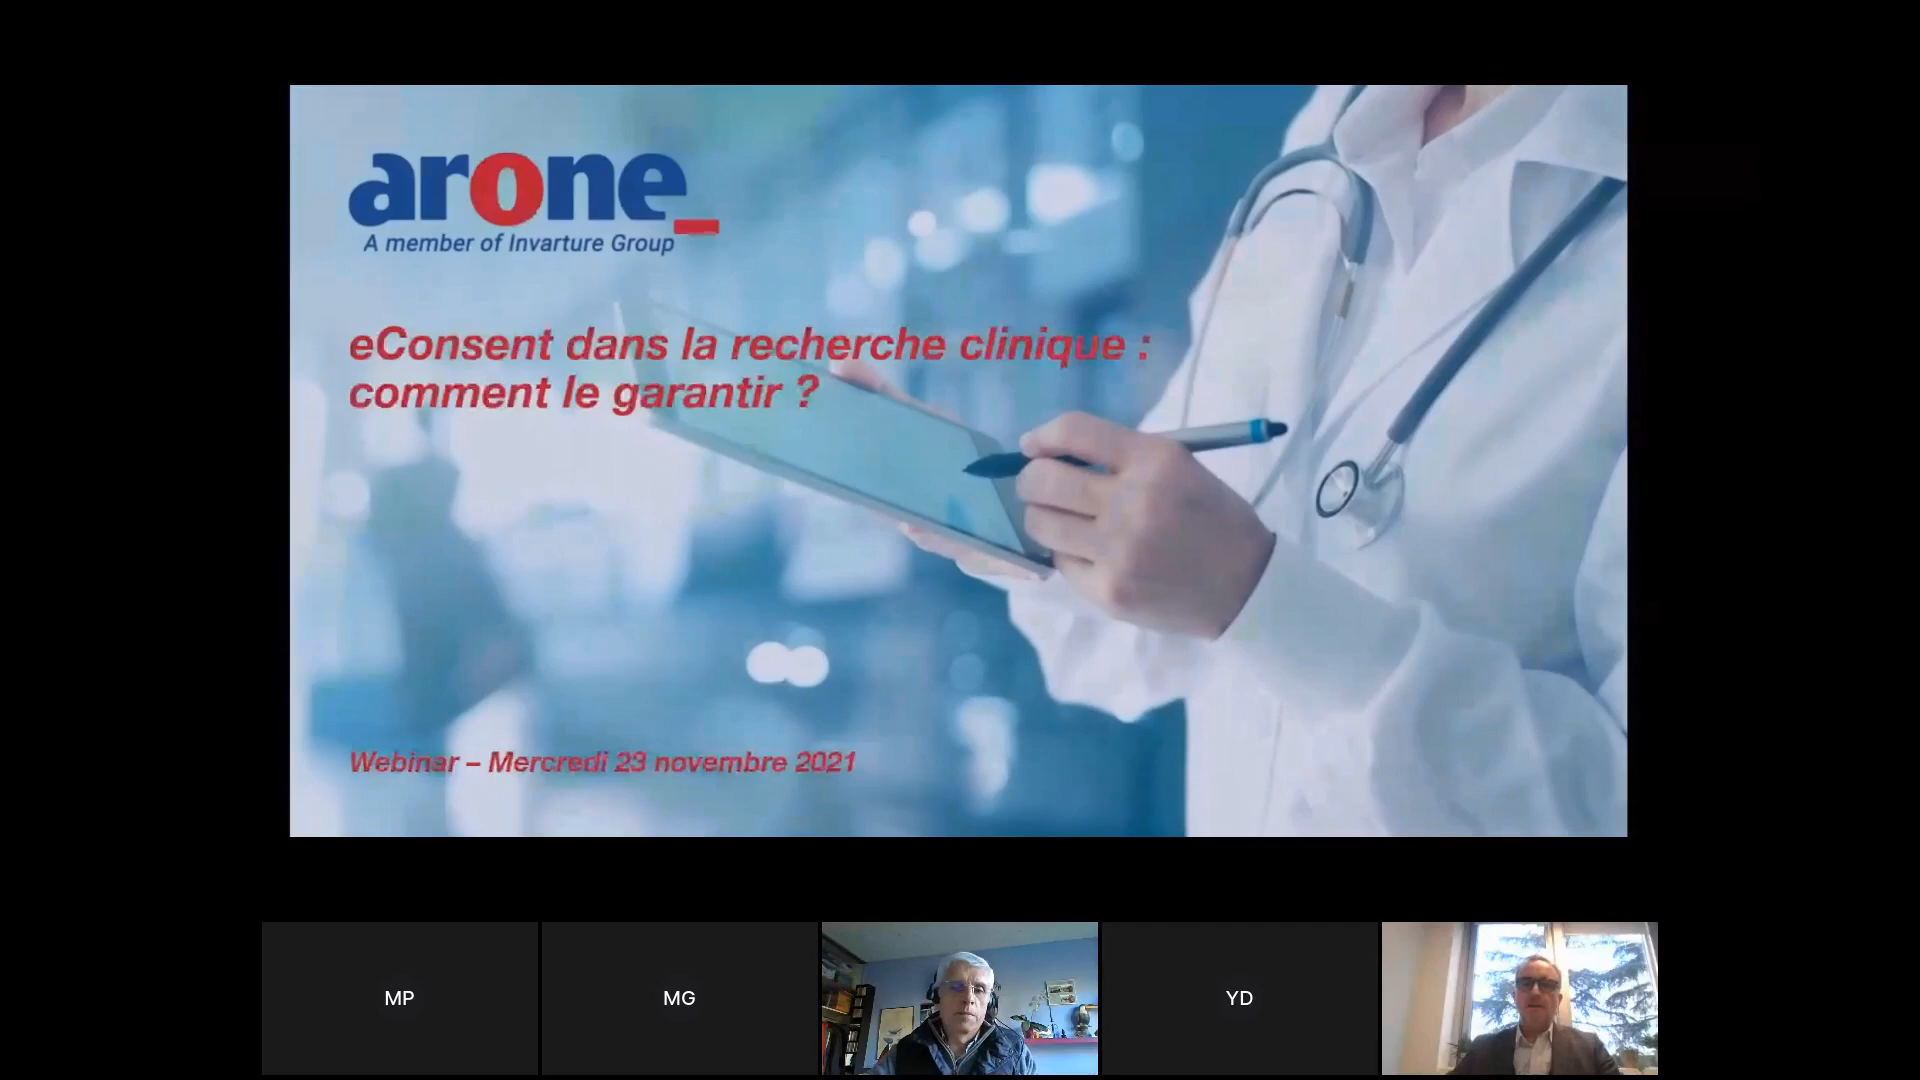 arone_
A member of Invarture Group
eConsent dans la recherche clinique :
comment le garantir ?
Webinar – Mercredi 23 novembre 2021
MP
MG
YD